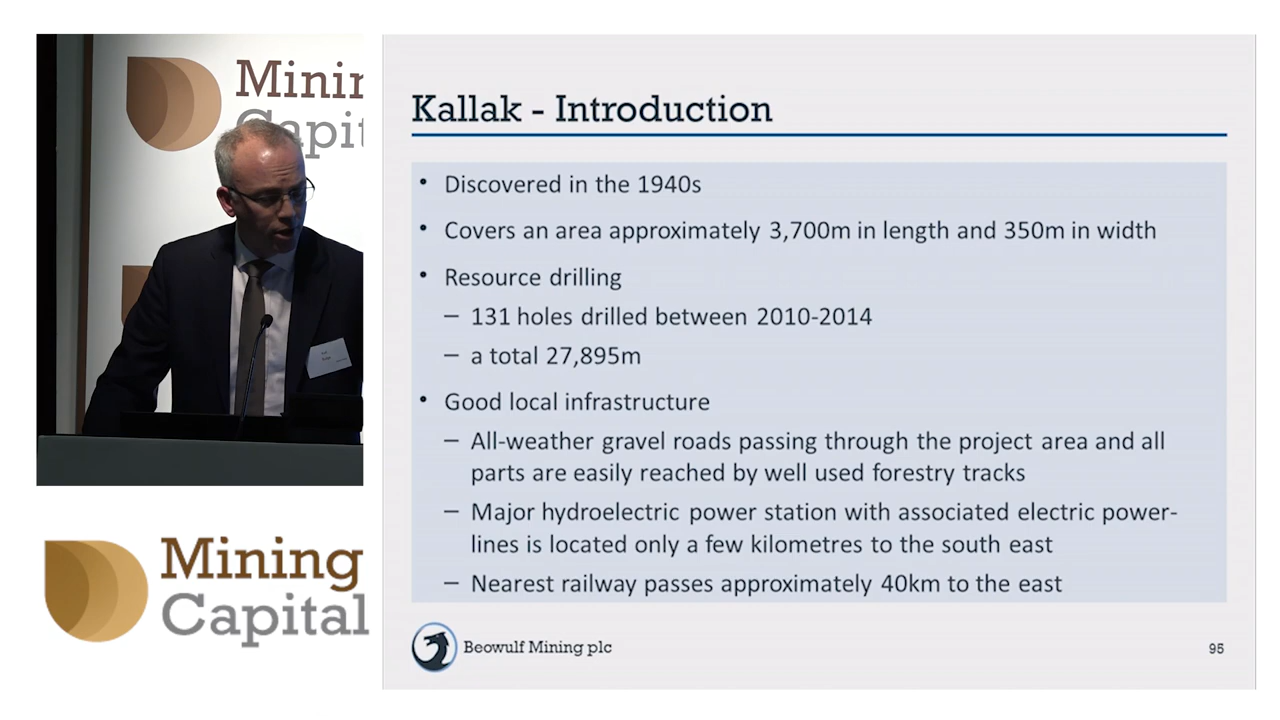 Minin
Capit
Mining
Capital
Kallak - Introduction
• Discovered in the 1940s
• Covers an area approximately 3,700m in length and 350m in width
• Resource drilling
– 131 holes drilled between 2010-2014
– a total 27,895m
• Good local infrastructure
– All-weather gravel roads passing through the project area and all
parts are easily reached by well used forestry tracks
– Major hydroelectric power station with associated electric power-
lines is located only a few kilometres to the south east
– Nearest railway passes approximately 40km to the east
Beowulf Mining plc
95